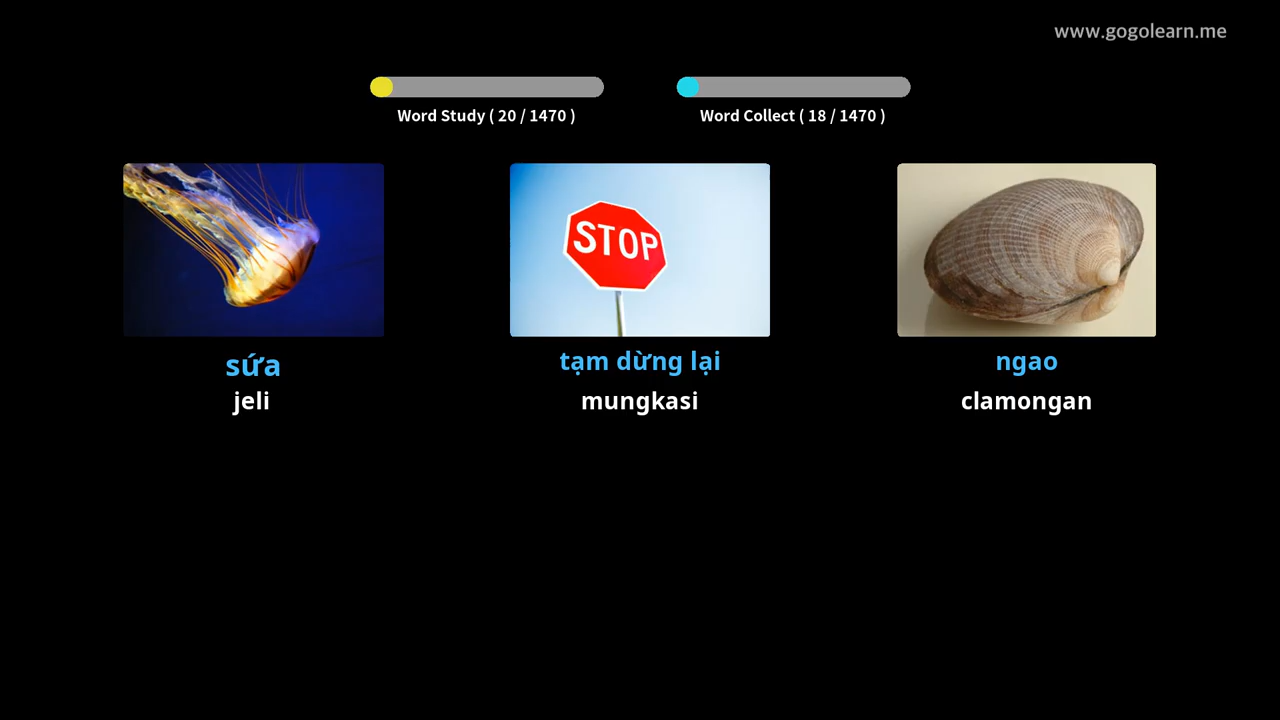 www.gogolearn.me
Word Study ( 20 / 1470 )
Word Collect ( 18 / 1470 )
STOP
sứa
tạm dừng lại
ngao
jeli
mungkasi
clamongan